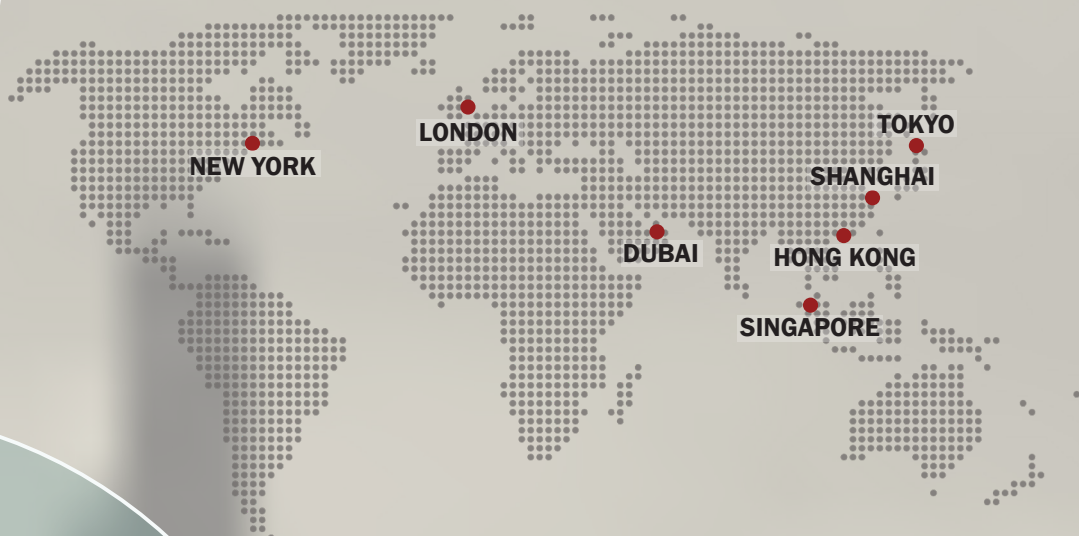 LONDON
TOKYO
NEW YORK
SHANGHAI
DUBAI
HONG KONG
SINGAPORE